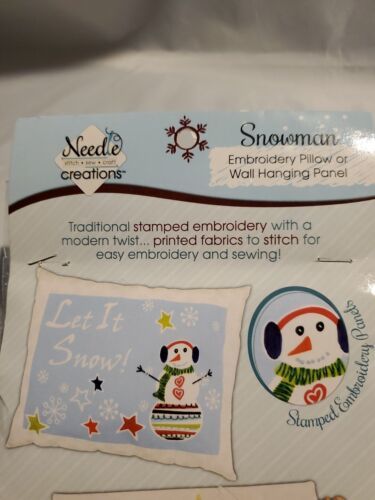 Needle
stitch • sew • craft
creations™
Snowman
Embroidery Pillow or
Wall Hanging Panel
Traditional stamped embroidery with a
modern twist... printed fabrics to stitch for
easy embroidery and sewing!
Let It
Snow!
Stamped Embroidery Panels